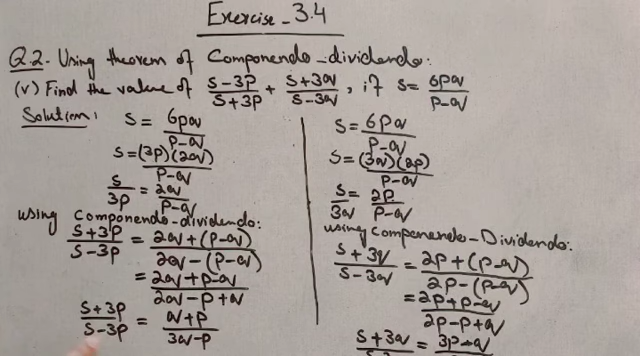 Exercise-3.4
Q.2. Using theorem of Componendo-dividendo:
(v) Find the value of (S-3p)/(S+3p) + (S+3q)/(S-3q), if S = 6pq/(P-q)
Solution:
S = 6pq/(P-q)
S = (3p)(2q)/(P-q)
S/3p = 2q/(P-q)
using Componendo-dividendo:
(S+3p)/(S-3p) = (2q+(p-q))/(2q-(p-q))
= (2q+p-q)/(2q-p+q)
(S+3p)/(S-3p) = (q+p)/(3q-p)
S = 6pq/(P-q)
S = (3q)(2p)/(P-q)
S/3q = 2p/(P-q)
using Componendo-Dividendo:
(S+3q)/(S-3q) = (2p+(p-q))/(2p-(p-q))
= (2p+p-q)/(2p-p+q)
S+3q = 3p-q